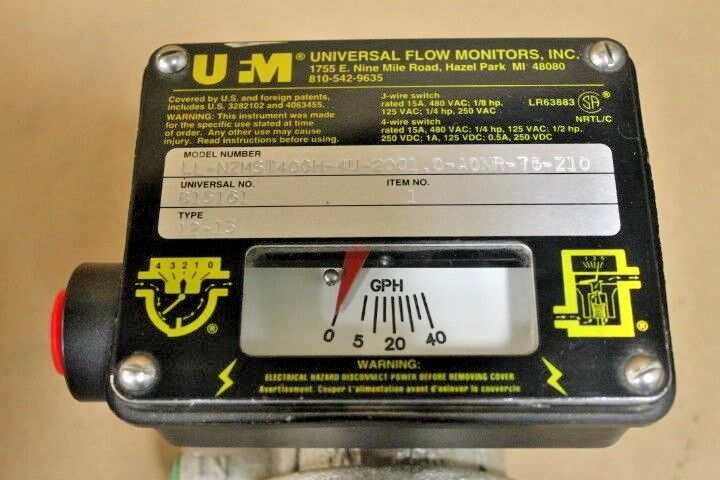 UFM® UNIVERSAL FLOW MONITORS, INC.
1755 E. Nine Mile Road, Hazel Park MI 48080
810-542-9635
Covered by U.S. and foreign patents,
includes U.S. 3282102 and 4063455.
WARNING: This instrument was made
for the specific use stated at time
of order. Any other use may cause
injury. Read instructions before using.
3-wire switch
rated 15A, 480 VAC; 1/8 hp,
125 VAC; 1/4 hp, 250 VAC
4-wire switch
rated 15A, 480 VAC; 1/4 hp, 125 VAC, 1/2 hp,
250 VDC; 1A, 125 VDC; 0.5A, 250 VDC
LR63883 SA®
NRTL/C
MODEL NUMBER
UNIVERSAL NO. ITEM NO.
B15161 1
TYPE
12-13
4 3 2 1 0
®
GPH
0 5 20 40
®
WARNING:
ELECTRICAL HAZARD DISCONNECT POWER BEFORE REMOVING COVER
Avertissement. Couper L'alimentation avant d'enlever le couvercle